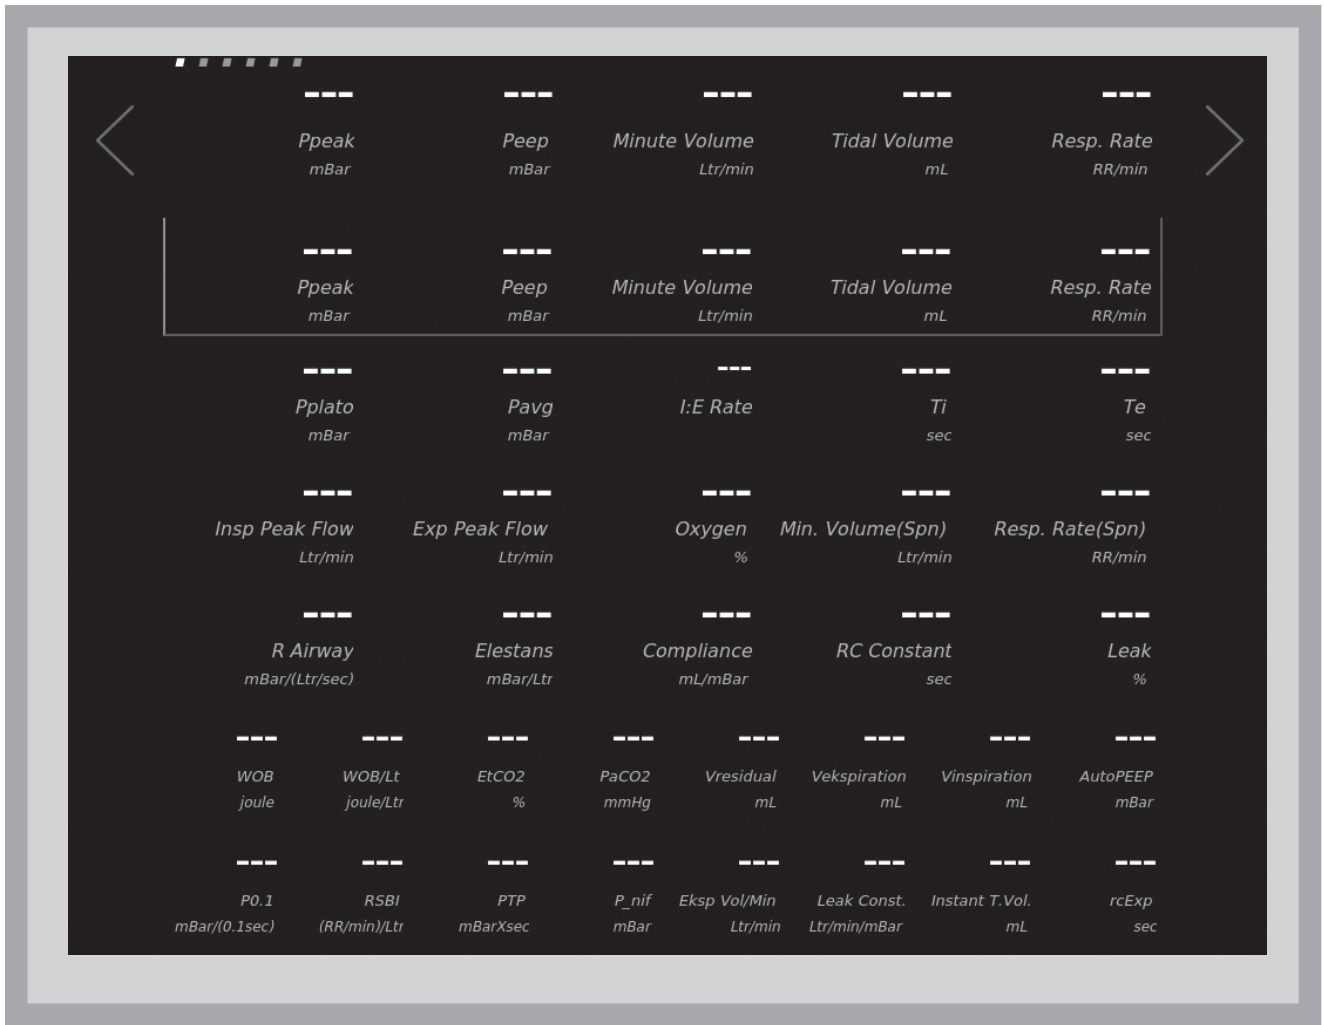 --- --- --- --- ---
Ppeak Peep Minute Volume Tidal Volume Resp. Rate
mBar mBar Ltr/min mL RR/min
--- --- --- --- ---
Ppeak Peep Minute Volume Tidal Volume Resp. Rate
mBar mBar Ltr/min mL RR/min
--- --- --- --- ---
Pplato Pavg I:E Rate Ti Te
mBar mBar sec sec
--- --- --- --- ---
Insp Peak Flow Exp Peak Flow Oxygen Min. Volume(Spn) Resp. Rate(Spn)
Ltr/min Ltr/min % Ltr/min RR/min
--- --- --- --- ---
R Airway Elestans Compliance RC Constant Leak
mBar/(Ltr/sec) mBar/Ltr mL/mBar sec %
--- --- --- --- --- --- --- ---
WOB WOB/Lt EtCO2 PaCO2 Vresidual Vekspiration Vinspiration AutoPEEP
joule joule/Ltr % mmHg mL mL mL mBar
--- --- --- --- --- --- --- ---
P0.1 RSBI PTP P_nif Eksp Vol/Min Leak Const. Instant T.Vol. rcExp
mBar/(0.1sec) (RR/min)/Ltr mBarXsec mBar Ltr/min Ltr/min/mBar mL sec